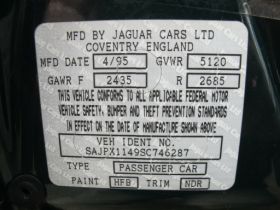 MFD BY JAGUAR CARS LTD
COVENTRY ENGLAND
MFD DATE 4/95 GVWR 5120
GAWR F 2435 R 2685
THIS VEHICLE CONFORMS TO ALL APPLICABLE FEDERAL MOTOR
VEHICLE SAFETY, BUMPER AND THEFT PREVENTION STANDARDS
IN EFFECT ON THE DATE OF MANUFACTURE SHOWN ABOVE
VEH IDENT NO.
SAJPX1149SC746287
TYPE PASSENGER CAR
PAINT HFB TRIM NDR